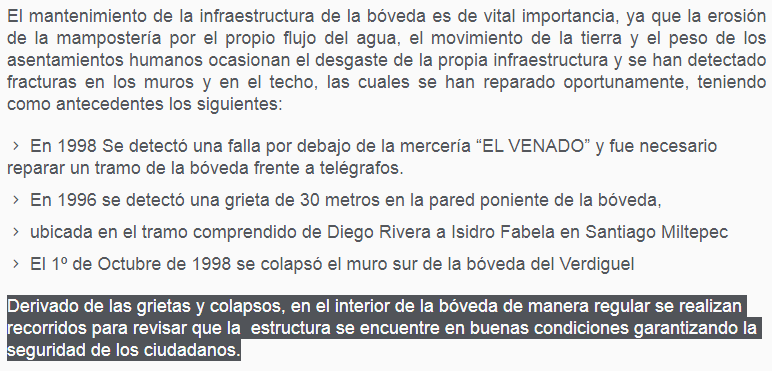 El mantenimiento de la infraestructura de la bóveda es de vital importancia, ya que la erosión
de la mampostería por el propio flujo del agua, el movimiento de la tierra y el peso de los
asentamientos humanos ocasionan el desgaste de la propia infraestructura y se han detectado
fracturas en los muros y en el techo, las cuales se han reparado oportunamente, teniendo
como antecedentes los siguientes:
› En 1998 Se detectó una falla por debajo de la mercería “EL VENADO” y fue necesario
reparar un tramo de la bóveda frente a telégrafos.
› En 1996 se detectó una grieta de 30 metros en la pared poniente de la bóveda,
› ubicada en el tramo comprendido de Diego Rivera a Isidro Fabela en Santiago Miltepec
› El 1º de Octubre de 1998 se colapsó el muro sur de la bóveda del Verdiguel
Derivado de las grietas y colapsos, en el interior de la bóveda de manera regular se realizan
recorridos para revisar que la  estructura se encuentre en buenas condiciones garantizando la
seguridad de los ciudadanos.